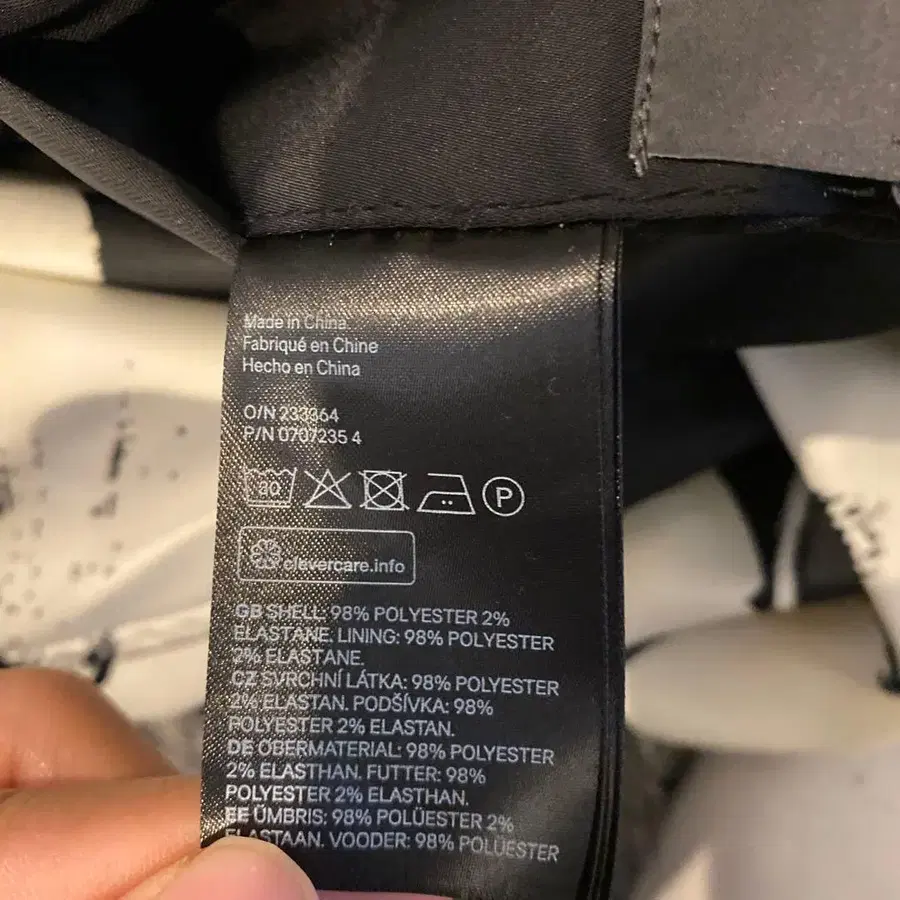 Made in China
Fabriqué en Chine
Hecho en China
O/N 233364
P/N 0707235 4
30
P
clevercare.info
GB SHELL: 98% POLYESTER 2%
ELASTANE. LINING: 98% POLYESTER
2% ELASTANE.
CZ SVRCHNÍ LÁTKA: 98% POLYESTER
2% ELASTAN. PODŠÍVKA: 98%
POLYESTER 2% ELASTAN.
DE OBERMATERIAL: 98% POLYESTER
2% ELASTHAN. FUTTER: 98%
POLYESTER 2% ELASTHAN.
EE ÜMBRIS: 98% POLÜESTER 2%
ELASTAAN. VOODER: 98% POLÜESTER